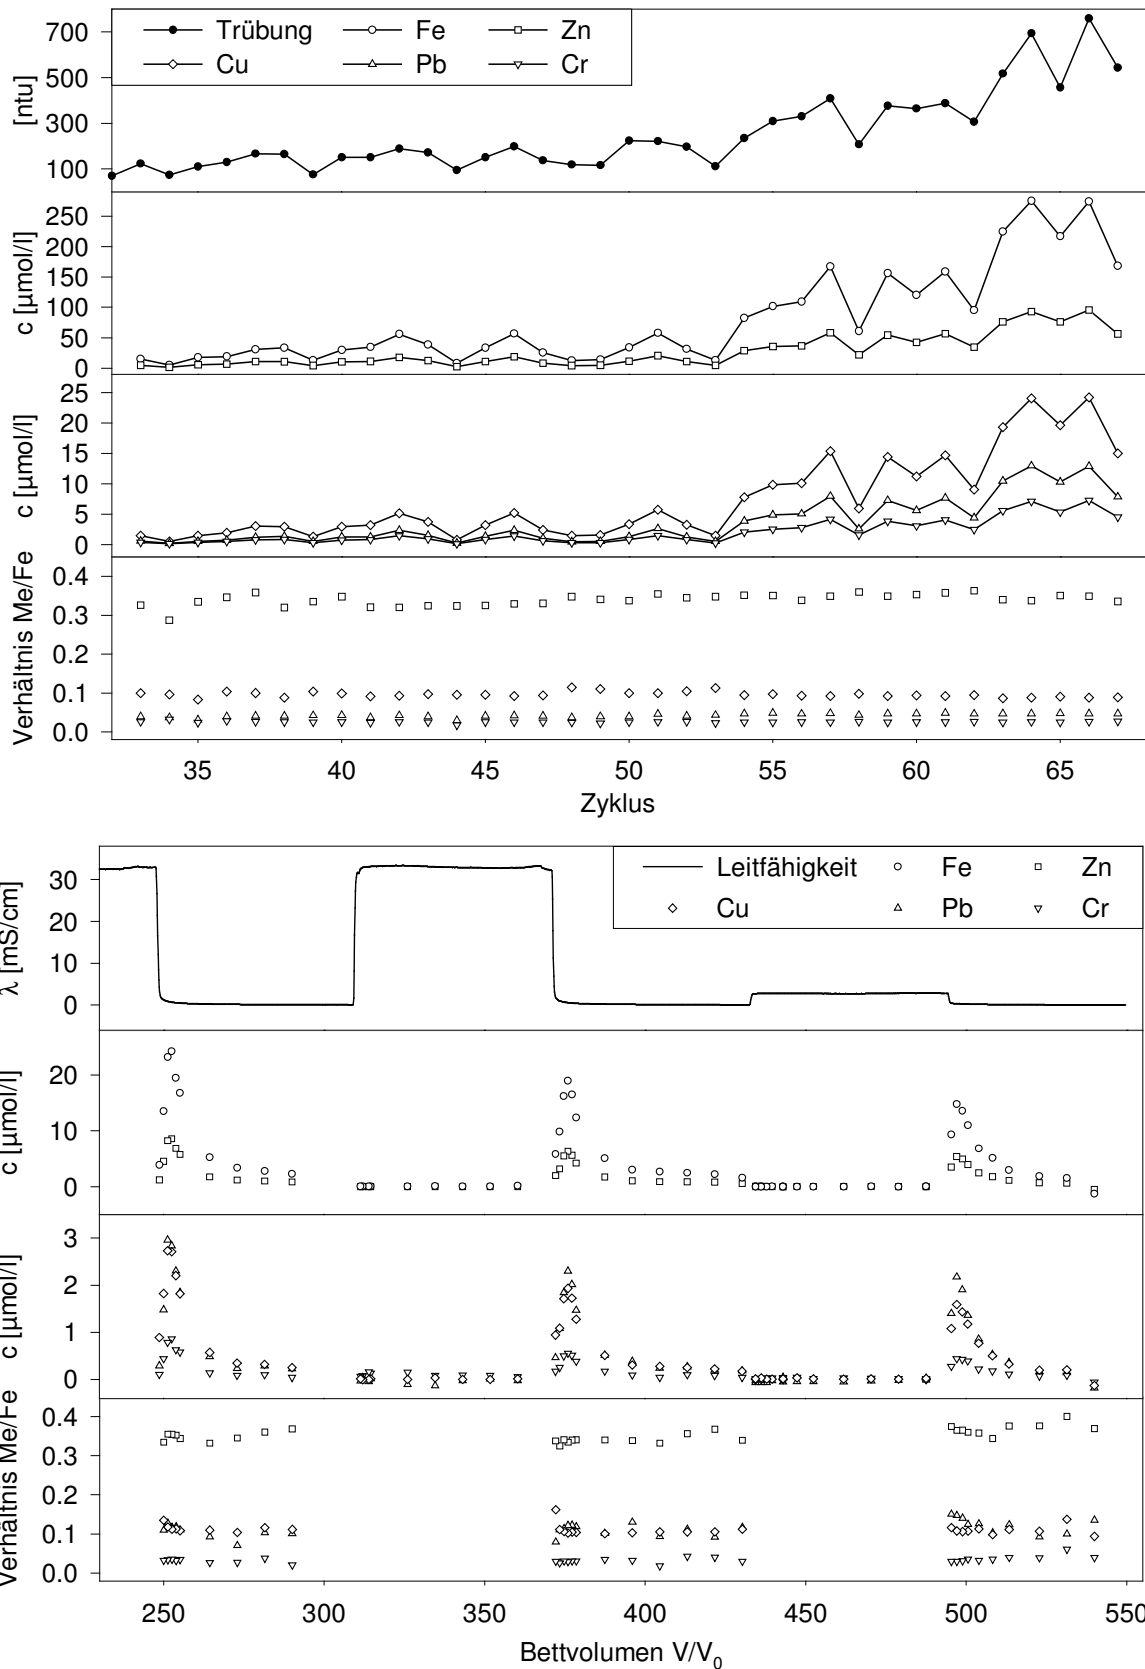 Trübung Fe Zn
Cu Pb Cr
[ntu]
700
500
300
100
c [µmol/l]
250
200
150
100
50
0
c [µmol/l]
25
20
15
10
5
0
Verhältnis Me/Fe
0.4
0.3
0.2
0.1
0.0
35 40 45 50 55 60 65
Zyklus
Leitfähigkeit Fe Zn
Cu Pb Cr
λ [mS/cm]
30
20
10
0
c [µmol/l]
20
10
0
c [µmol/l]
3
2
1
0
Verhältnis Me/Fe
0.4
0.3
0.2
0.1
0.0
250 300 350 400 450 500 550
Bettvolumen V/V₀